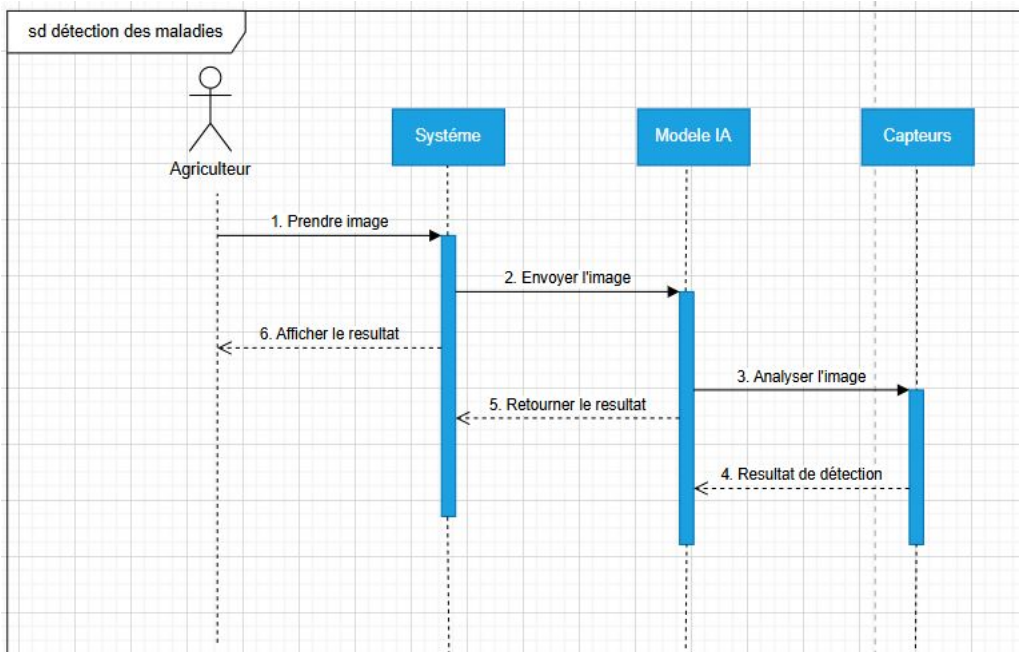 sd détection des maladies
Agriculteur
Systéme
Modele IA
Capteurs
1. Prendre image
2. Envoyer l'image
6. Afficher le resultat
3. Analyser l'image
5. Retourner le resultat
4. Resultat de détection